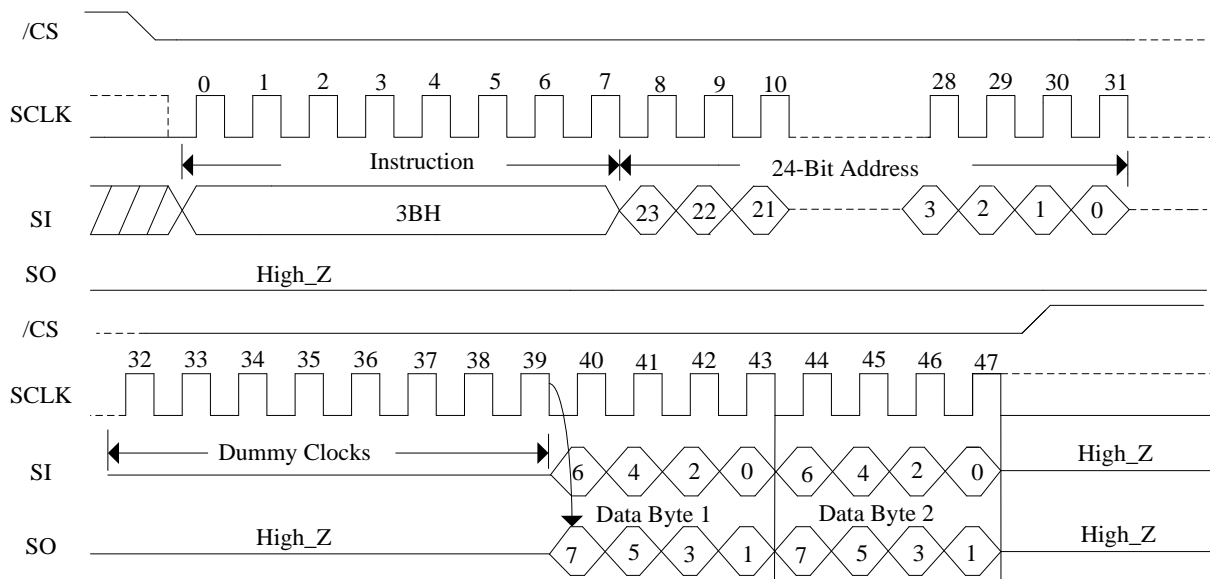 /CS
0 1 2 3 4 5 6 7 8 9 10 28 29 30 31
SCLK
Instruction 24-Bit Address
SI 3BH 23 22 21 3 2 1 0
SO High_Z
/CS
32 33 34 35 36 37 38 39 40 41 42 43 44 45 46 47
SCLK
Dummy Clocks
SI 6 4 2 0 6 4 2 0 High_Z
Data Byte 1 Data Byte 2
SO High_Z 7 5 3 1 7 5 3 1 High_Z